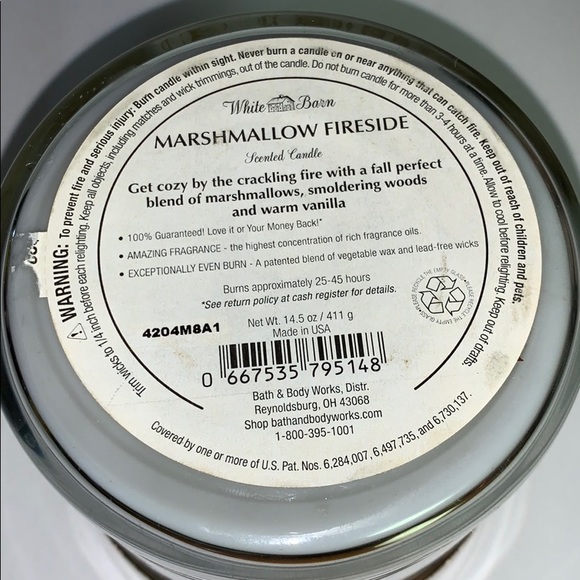 WARNING: To prevent fire and serious injury: Burn candle within sight. Never burn a candle on or near anything that can catch fire. Keep out of reach of children and pets.
Trim wicks to 1/4 inch before each relighting. Keep all objects, including matches and wick trimmings, out of the candle. Do not burn candle for more than 3-4 hours at a time. Allow to cool before relighting. Keep out of drafts
White Barn
MARSHMALLOW FIRESIDE
Scented Candle
Get cozy by the crackling fire with a fall perfect
blend of marshmallows, smoldering woods
and warm vanilla
• 100% Guaranteed! Love it or Your Money Back!*
• AMAZING FRAGRANCE - the highest concentration of rich fragrance oils.
• EXCEPTIONALLY EVEN BURN - A patented blend of vegetable wax and lead-free wicks
Burns approximately 25-45 hours
*See return policy at cash register for details.
PLEASE RECYCLE THE EMPTY GLASS
4204M8A1
Net Wt. 14.5 oz / 411 g
Made in USA
0 667535 795148
Bath & Body Works, Distr.
Reynoldsburg, OH 43068
Shop bathandbodyworks.com
1-800-395-1001
Covered by one or more of U.S. Pat. Nos. 6,284,007, 6,497,735, and 6,730,137.